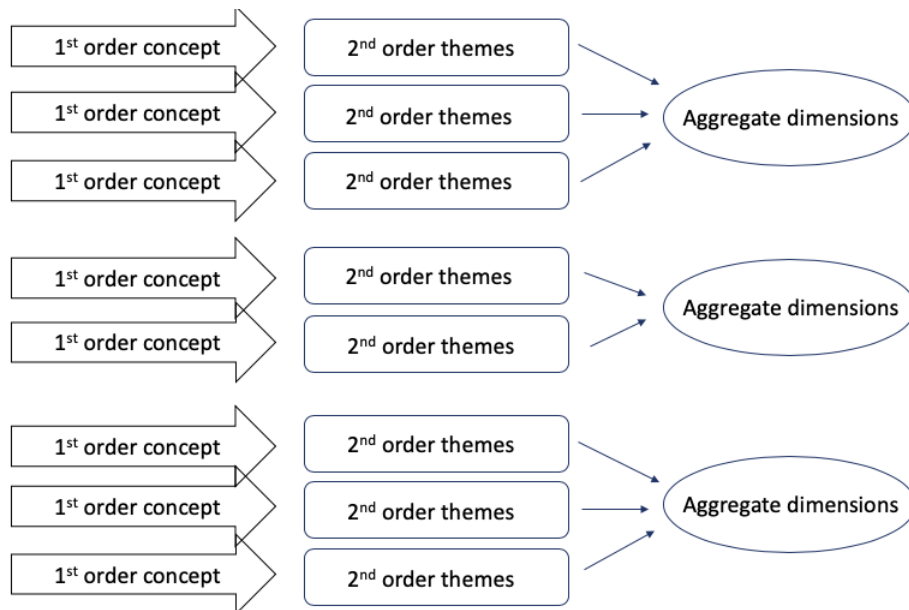 1st order concept
2nd order themes
1st order concept
2nd order themes
Aggregate dimensions
1st order concept
2nd order themes
1st order concept
2nd order themes
Aggregate dimensions
1st order concept
2nd order themes
1st order concept
2nd order themes
1st order concept
2nd order themes
Aggregate dimensions
1st order concept
2nd order themes